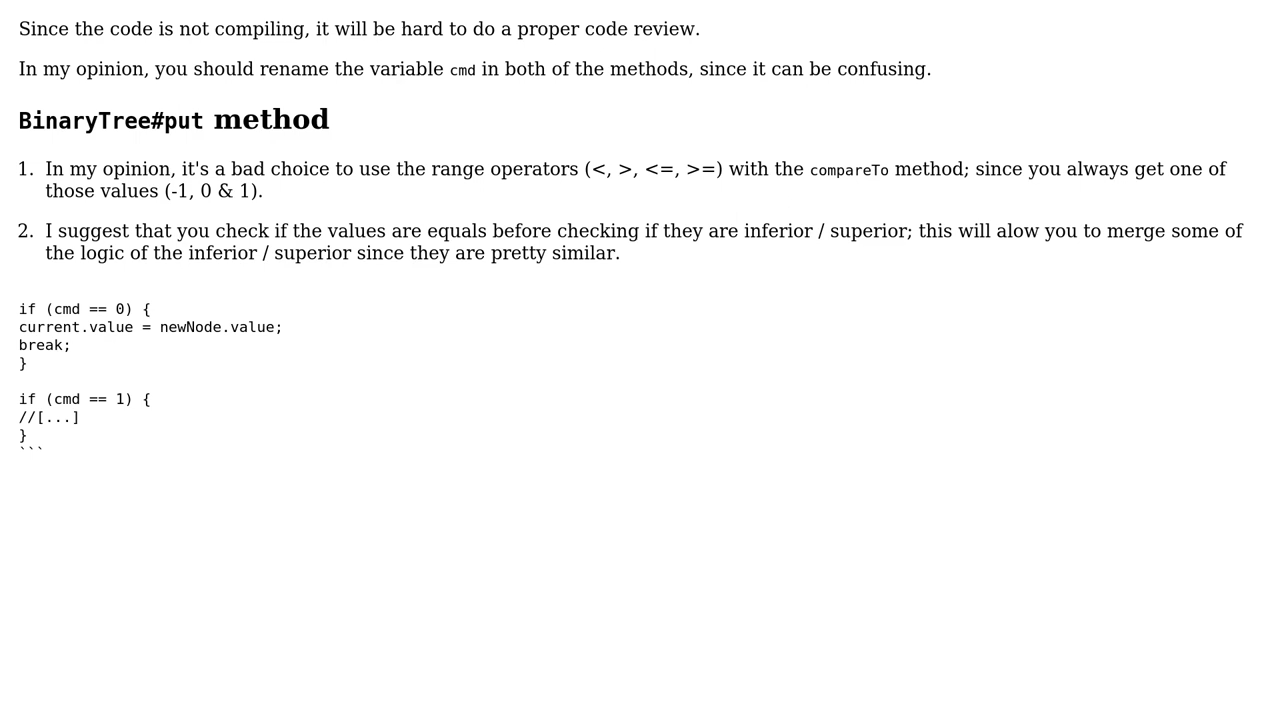 Since the code is not compiling, it will be hard to do a proper code review.
In my opinion, you should rename the variable cmd in both of the methods, since it can be confusing.
BinaryTree#put method
1. In my opinion, it's a bad choice to use the range operators (<, >, <=, >=) with the compareTo method; since you always get one of
those values (-1, 0 & 1).
2. I suggest that you check if the values are equals before checking if they are inferior / superior; this will alow you to merge some of
the logic of the inferior / superior since they are pretty similar.
if (cmd == 0) {
current.value = newNode.value;
break;
}
if (cmd == 1) {
//[...]
}
```